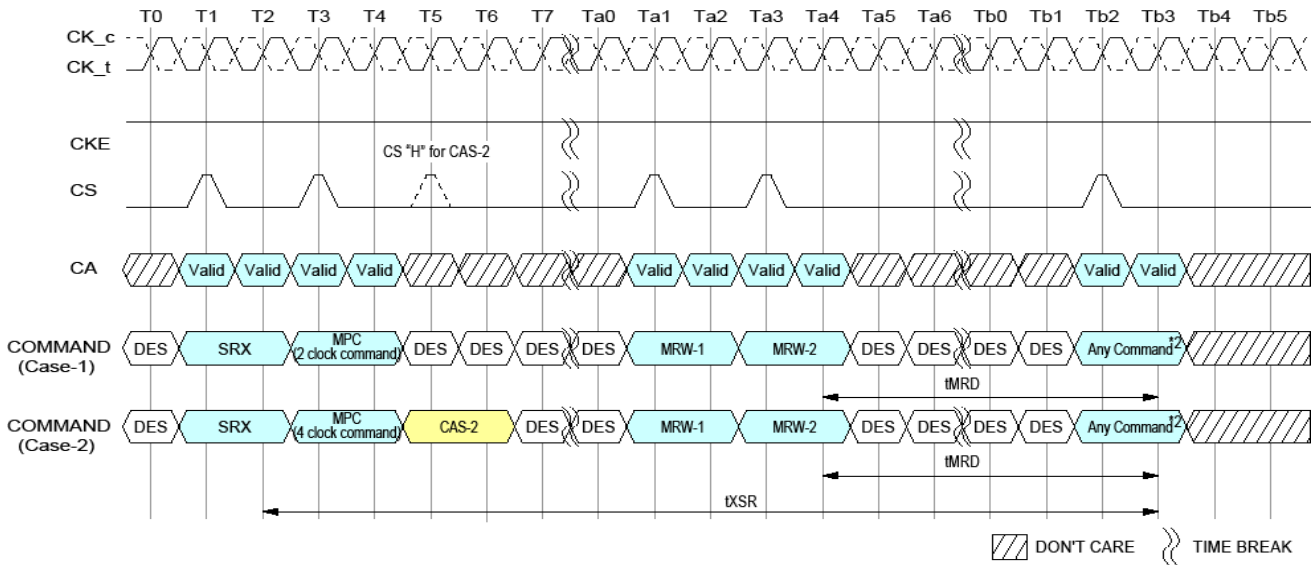 T0 T1 T2 T3 T4 T5 T6 T7 Ta0 Ta1 Ta2 Ta3 Ta4 Ta5 Ta6 Tb0 Tb1 Tb2 Tb3 Tb4 Tb5
CK_c
CK_t
CKE
CS "H" for CAS-2
CS
CA Valid Valid Valid Valid Valid Valid Valid Valid Valid Valid
COMMAND
(Case-1)
DES SRX MPC
(2 clock command)
DES DES DES DES MRW-1 MRW-2 DES DES DES DES Any Command*2
tMRD
COMMAND
(Case-2)
DES SRX MPC
(4 clock command)
CAS-2 DES DES MRW-1 MRW-2 DES DES DES DES Any Command*2
tMRD
tXSR
DON'T CARE TIME BREAK